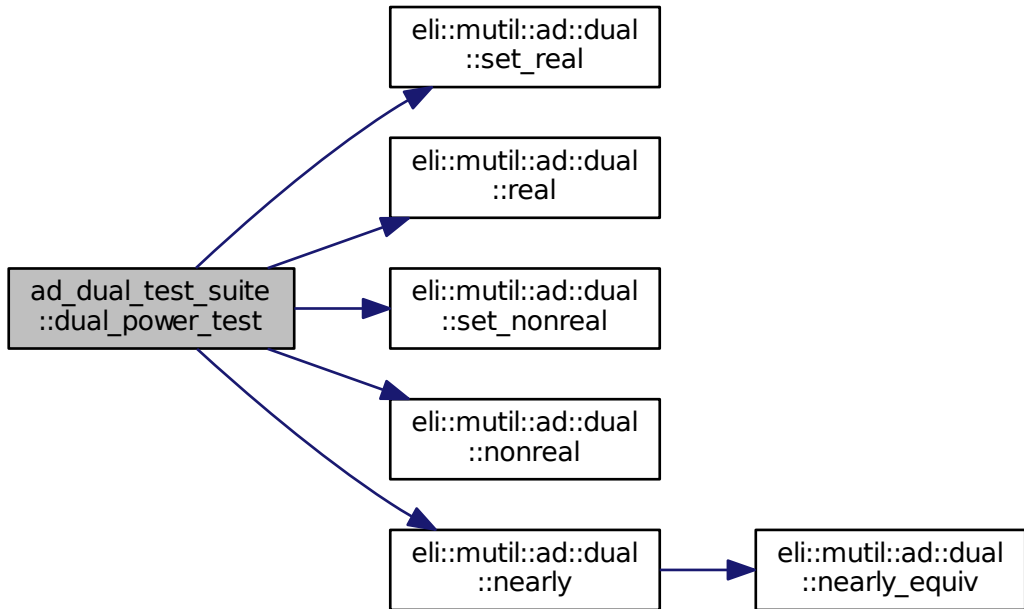 eli::mutil::ad::dual
::set_real
eli::mutil::ad::dual
::real
ad_dual_test_suite
::dual_power_test
eli::mutil::ad::dual
::set_nonreal
eli::mutil::ad::dual
::nonreal
eli::mutil::ad::dual
::nearly
eli::mutil::ad::dual
::nearly_equiv